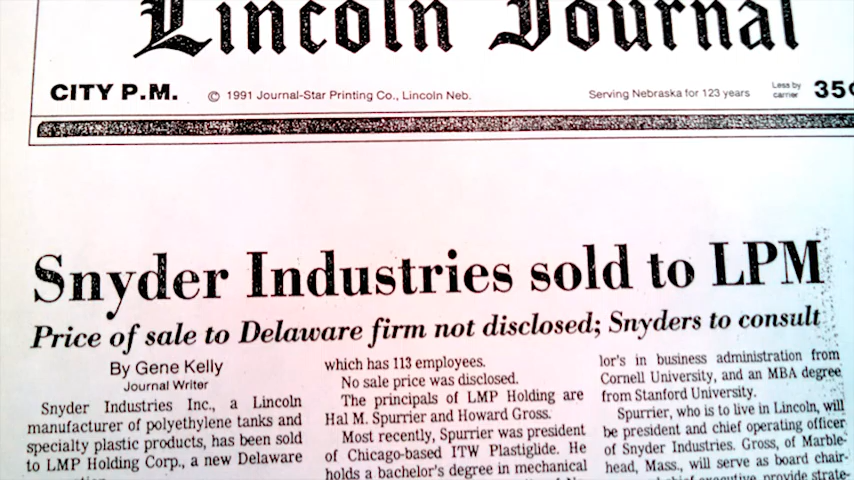 Lincoln Journal
CITY P.M.
© 1991 Journal-Star Printing Co., Lincoln Neb.
Serving Nebraska for 123 years
Less by
carrier
35¢
Snyder Industries sold to LPM
Price of sale to Delaware firm not disclosed; Snyders to consult
By Gene Kelly
Journal Writer
Snyder Industries Inc., a Lincoln
manufacturer of polyethylene tanks and
specialty plastic products, has been sold
to LMP Holding Corp., a new Delaware
which has 113 employees.
No sale price was disclosed.
The principals of LMP Holding are
Hal M. Spurrier and Howard Gross.
Most recently, Spurrier was president
of Chicago-based ITW Plastiglide. He
holds a bachelor's degree in mechanical
lor's in business administration from
Cornell University, and an MBA degree
from Stanford University.
Spurrier, who is to live in Lincoln, will
be president and chief operating officer
of Snyder Industries. Gross, of Marble-
head, Mass., will serve as board chair-
chief executive, provide strate-